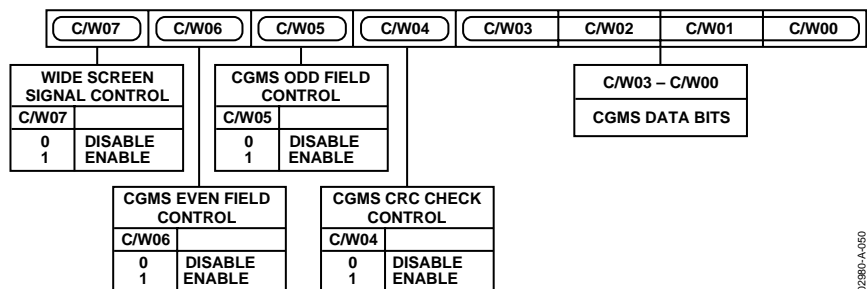 C/W07 C/W06 C/W05 C/W04 C/W03 C/W02 C/W01 C/W00
WIDE SCREEN
SIGNAL CONTROL
C/W07
0 DISABLE
1 ENABLE
CGMS ODD FIELD
CONTROL
C/W05
0 DISABLE
1 ENABLE
C/W03 – C/W00
CGMS DATA BITS
CGMS EVEN FIELD
CONTROL
C/W06
0 DISABLE
1 ENABLE
CGMS CRC CHECK
CONTROL
C/W04
0 DISABLE
1 ENABLE
02980-A-050